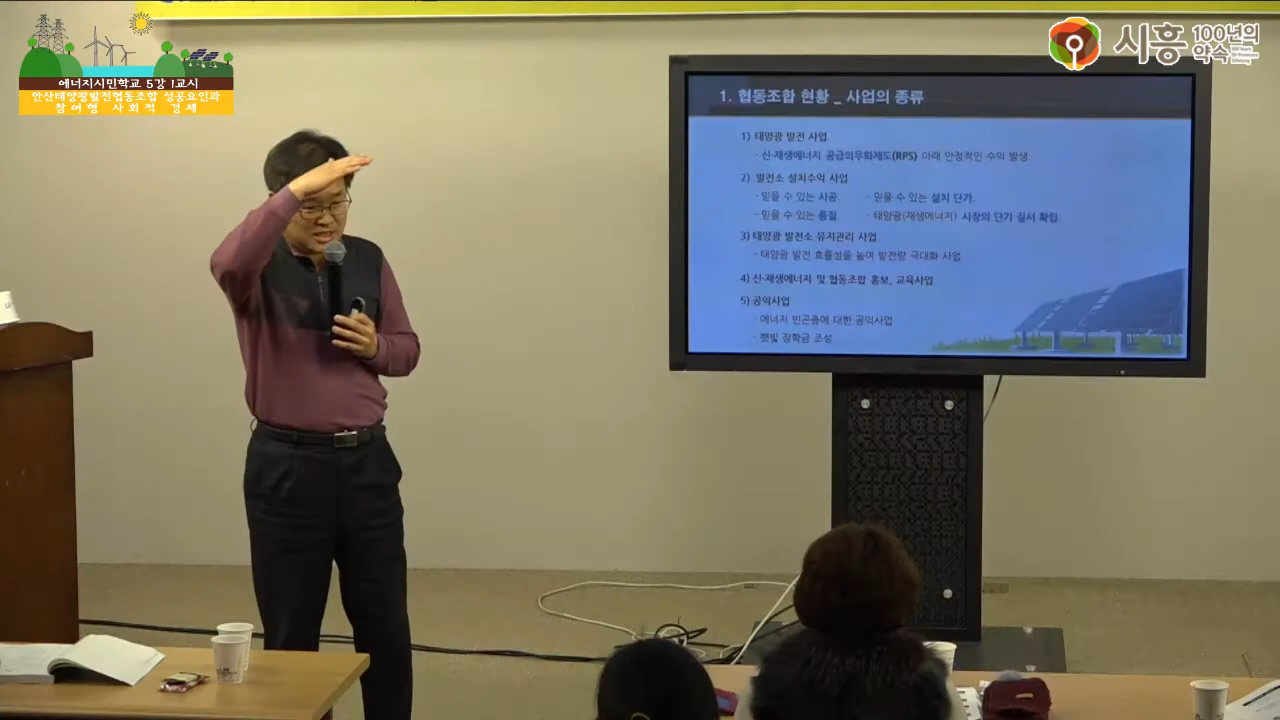 에너지시민학교 5강 1교시
안산태양광발전협동조합 성공요인과
참여형 사회적 경제
시흥 100년의 약속
1. 협동조합 현황 _ 사업의 종류
1) 태양광 발전 사업
- 신·재생에너지 공급의무화제도(RPS) 아래 안정적인 수익 발생.
2) 발전소 설치수익 사업
- 믿을 수 있는 시공. - 믿을 수 있는 설치 단가.
- 믿을 수 있는 품질. - 태양광(재생에너지) 시장의 단가 질서 확립.
3) 태양광 발전소 유지관리 사업
- 태양광 발전 효율성을 높여 발전량 극대화 사업
4) 신·재생에너지 및 협동조합 홍보, 교육사업
5) 공익사업
- 에너지 빈곤층에 대한 공익사업
- 햇빛 장학금 조성